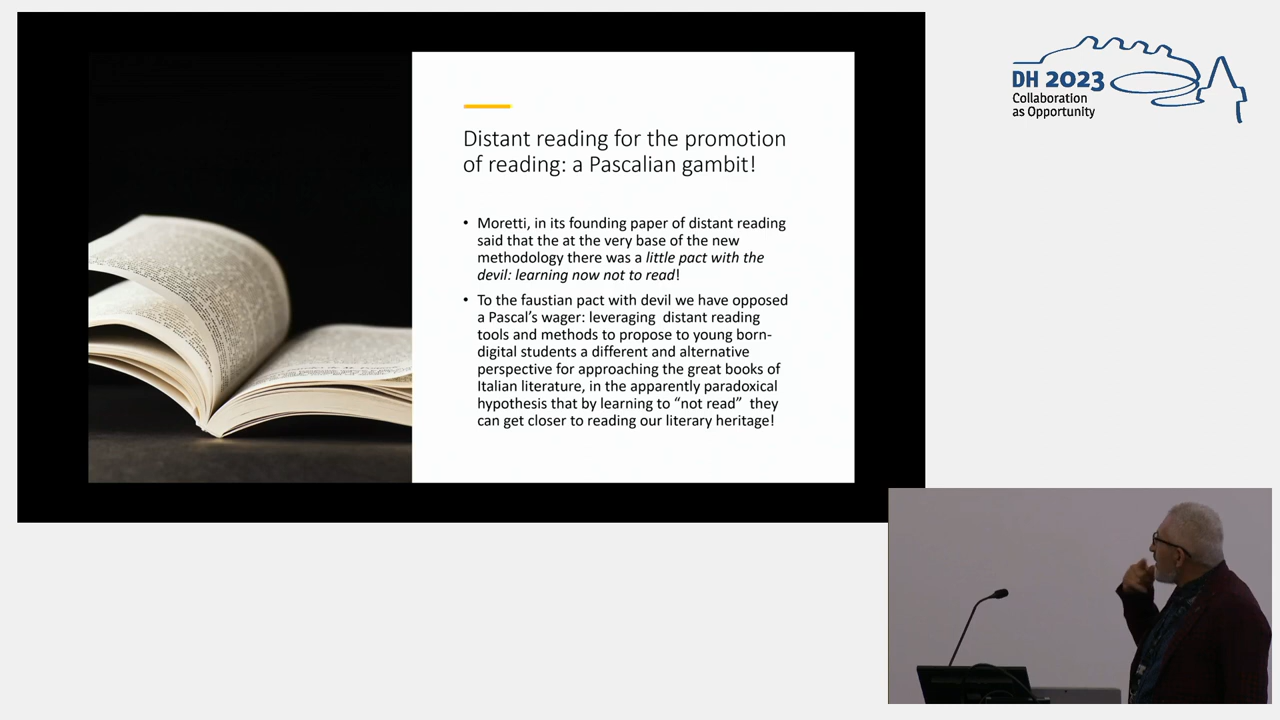 Distant reading for the promotion
of reading: a Pascalian gambit!
• Moretti, in its founding paper of distant reading
said that the at the very base of the new
methodology there was a little pact with the
devil: learning now not to read!
• To the faustian pact with devil we have opposed
a Pascal’s wager: leveraging distant reading
tools and methods to propose to young born-
digital students a different and alternative
perspective for approaching the great books of
Italian literature, in the apparently paradoxical
hypothesis that by learning to “not read” they
can get closer to reading our literary heritage!
DH 2023
Collaboration
as Opportunity